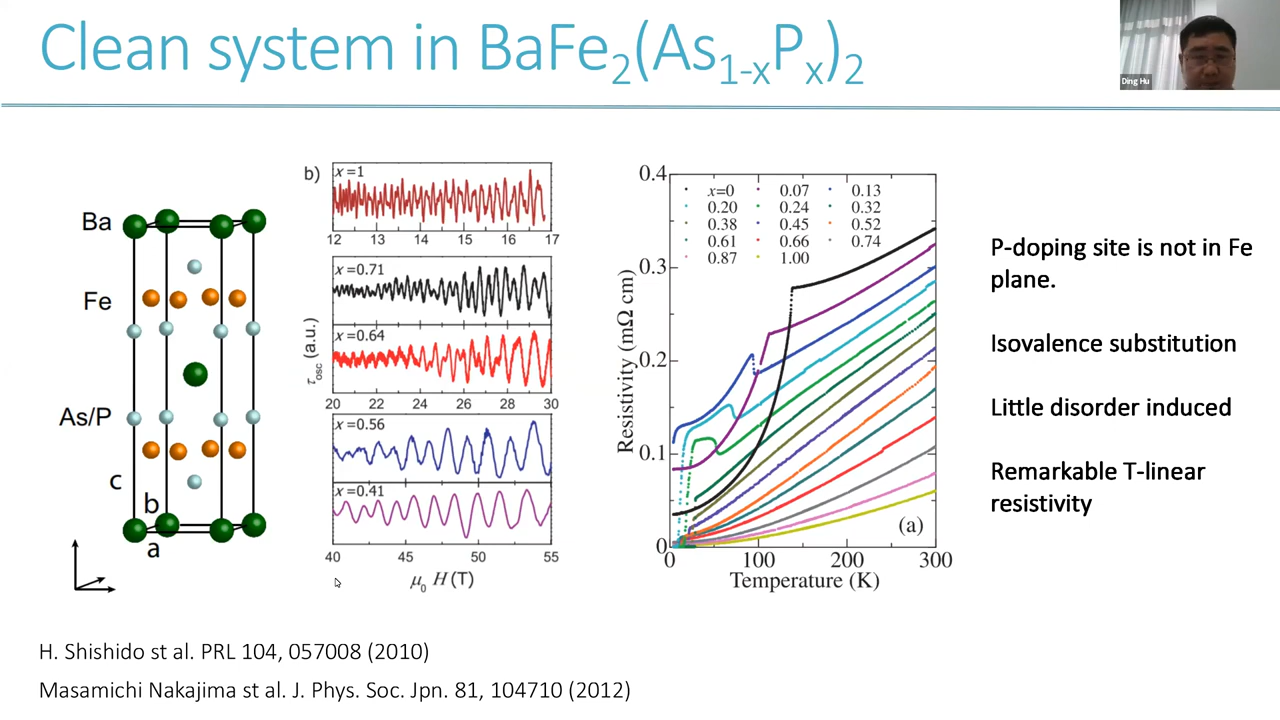 Clean system in BaFe₂(As₁₋ₓPₓ)₂
Ding Hu
Ba
Fe
As/P
c
b
a
b)
x=1
12 13 14 15 16 17
x=0.71
x=0.64
20 22 24 26 28 30
x=0.56
x=0.41
40 45 50 55
τosc (a.u.)
μ₀ H(T)
0.4
0.3
0.2
0.1
0
Resistivity (mΩ cm)
x=0 0.07 0.13
0.20 0.24 0.32
0.38 0.45 0.52
0.61 0.66 0.74
0.87 1.00
(a)
0 100 200 300
Temperature (K)
P-doping site is not in Fe
plane.
Isovalence substitution
Little disorder induced
Remarkable T-linear
resistivity
H. Shishido st al. PRL 104, 057008 (2010)
Masamichi Nakajima st al. J. Phys. Soc. Jpn. 81, 104710 (2012)